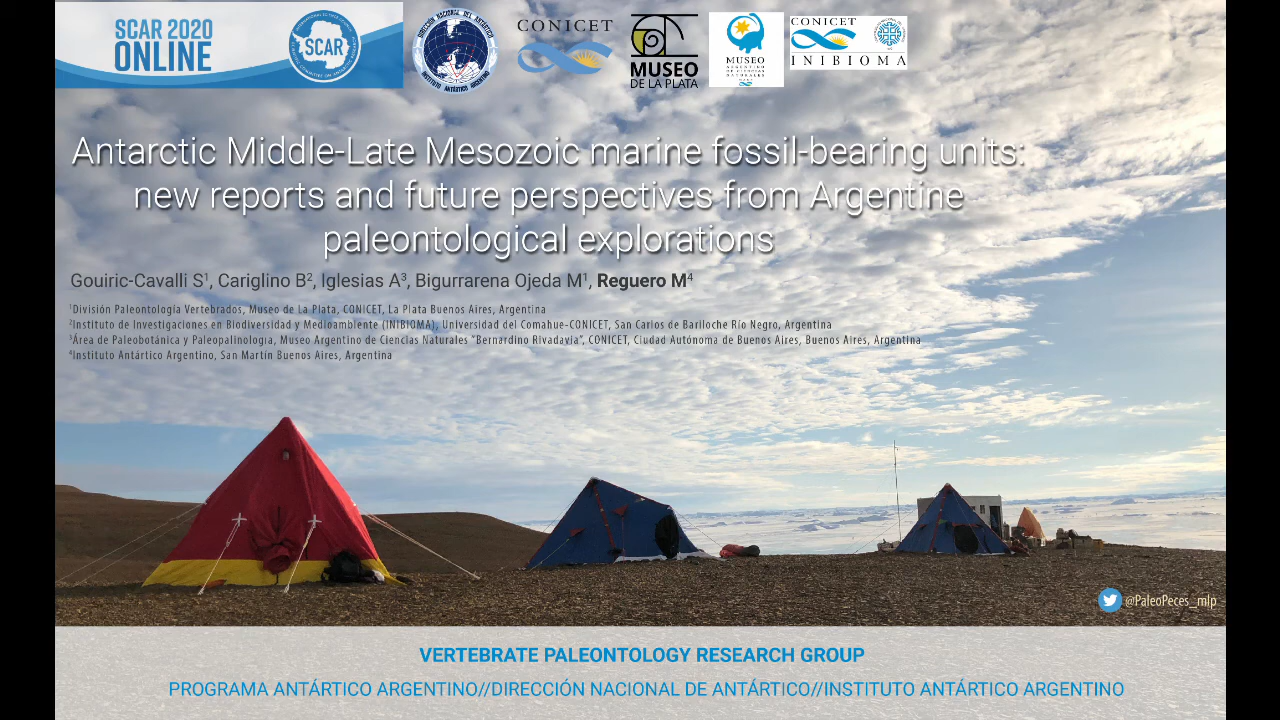 SCAR 2020
ONLINE
SCAR
CONICET
MUSEO
DE LA PLATA
MUSEO
ARGENTINO
DE CIENCIAS
NATURALES
CONICET
INIBIOMA
Antarctic Middle-Late Mesozoic marine fossil-bearing units:
new reports and future perspectives from Argentine
paleontological explorations
Gouiric-Cavalli S¹, Cariglino B², Iglesias A³, Bigurrarena Ojeda M¹, Reguero M⁴
¹División Paleontología Vertebrados, Museo de La Plata, CONICET, La Plata Buenos Aires, Argentina
²Instituto de Investigaciones en Biodiversidad y Medioambiente (INIBIOMA), Universidad del Comahue-CONICET, San Carlos de Bariloche Río Negro, Argentina
³Área de Paleobotánica y Paleopalinología, Museo Argentino de Ciencias Naturales "Bernardino Rivadavia", CONICET, Ciudad Autónoma de Buenos Aires, Buenos Aires, Argentina
⁴Instituto Antártico Argentino, San Martín Buenos Aires, Argentina
@PaleoPeces_mlp
VERTEBRATE PALEONTOLOGY RESEARCH GROUP
PROGRAMA ANTÁRTICO ARGENTINO//DIRECCIÓN NACIONAL DE ANTÁRTICO//INSTITUTO ANTÁRTICO ARGENTINO